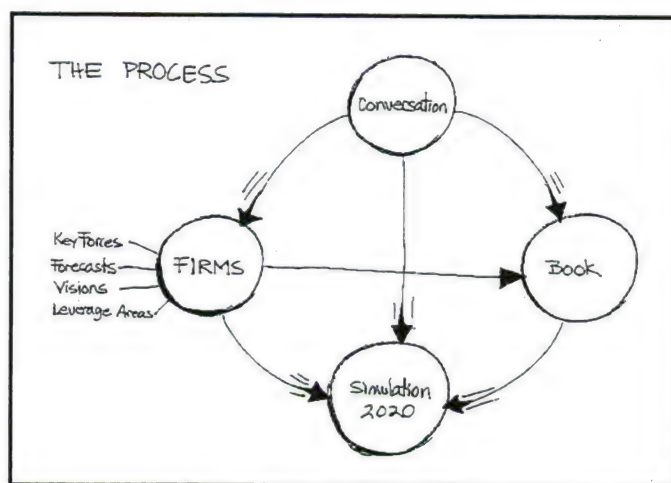 THE PROCESS
Conversation
Key Forces
Forecasts
Visions
Leverage Areas
FIRMS
BOOK
Simulation
2020